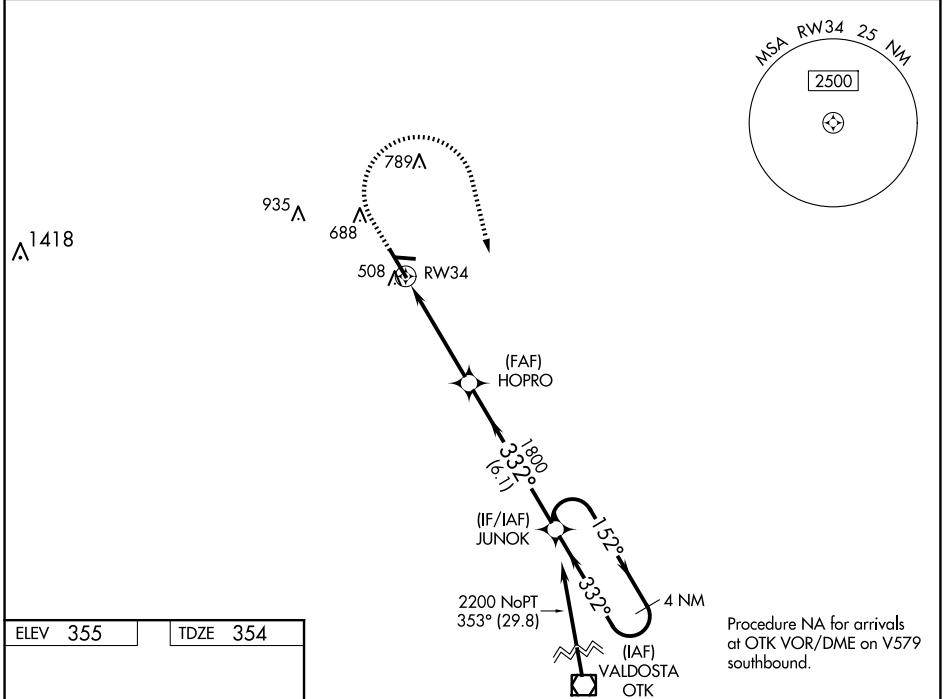 MSA RW34 25 NM
2500
789
935
688
1418
508
RW34
(FAF)
HOPRO
1800
332°
(6.1)
(IF/IAF)
JUNOK
152°
332°
4 NM
2200 NoPT
353° (29.8)
(IAF)
VALDOSTA
OTK
Procedure NA for arrivals
at OTK VOR/DME on V579
southbound.
ELEV 355
TDZE 354